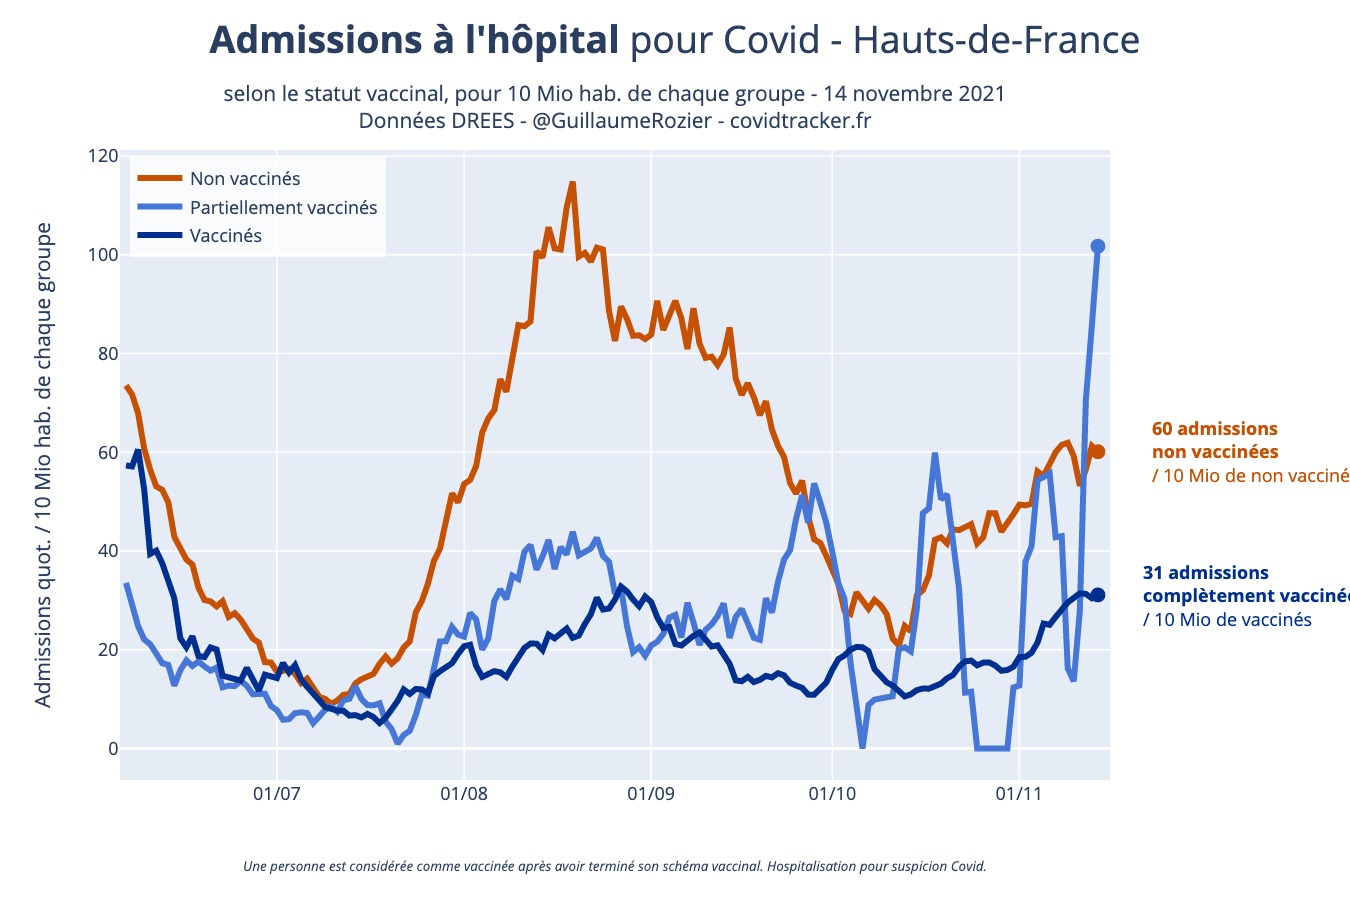 Admissions à l'hôpital pour Covid - Hauts-de-France
selon le statut vaccinal, pour 10 Mio hab. de chaque groupe - 14 novembre 2021
Données DREES - @GuillaumeRozier - covidtracker.fr
Admissions quot. / 10 Mio hab. de chaque groupe
120
100
80
60
40
20
0
Non vaccinés
Partiellement vaccinés
Vaccinés
60 admissions
non vaccinées
/ 10 Mio de non vacciné
31 admissions
complètement vacciné
/ 10 Mio de vaccinés
01/07
01/08
01/09
01/10
01/11
Une personne est considérée comme vaccinée après avoir terminé son schéma vaccinal. Hospitalisation pour suspicion Covid.